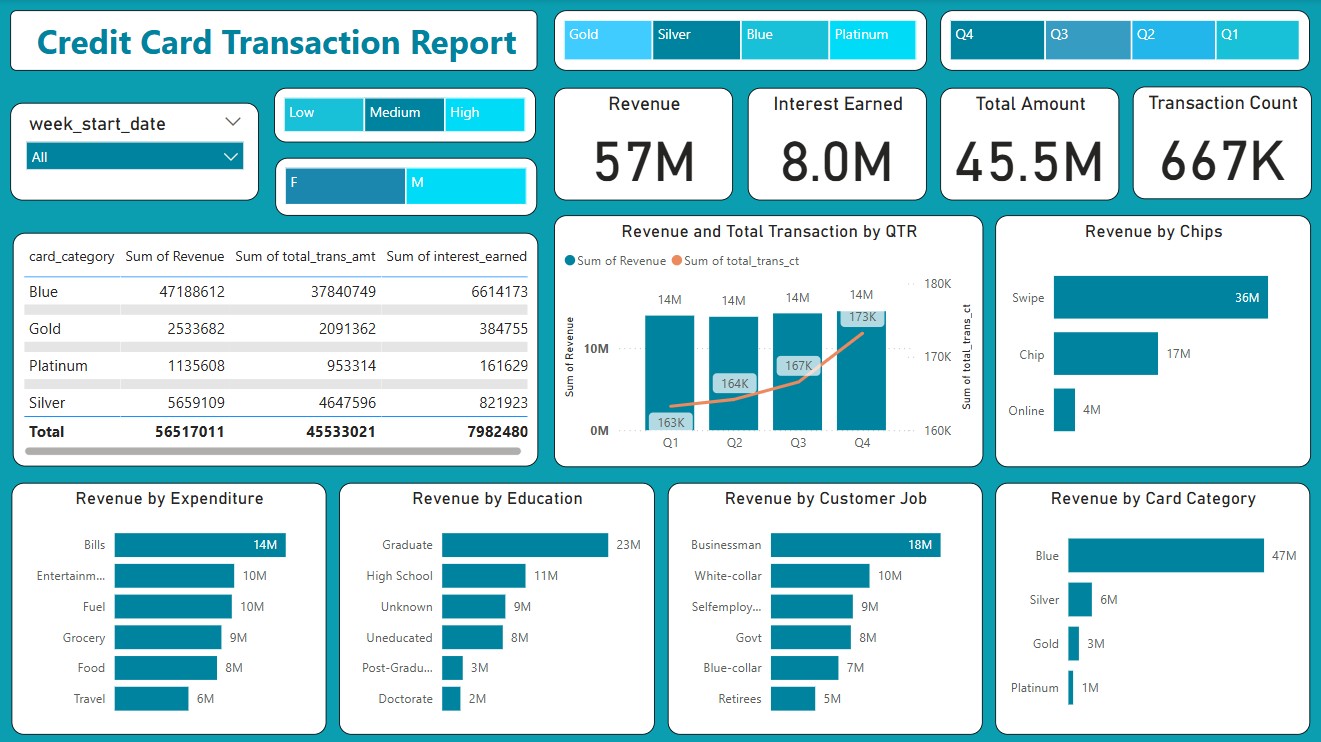 Credit Card Transaction Report
Gold Silver Blue Platinum
Q4 Q3 Q2 Q1
week_start_date
All
Low Medium High
F M
Revenue
57M
Interest Earned
8.0M
Total Amount
45.5M
Transaction Count
667K
card_category Sum of Revenue Sum of total_trans_amt Sum of interest_earned
Blue 47188612 37840749 6614173
Gold 2533682 2091362 384755
Platinum 1135608 953314 161629
Silver 5659109 4647596 821923
Total 56517011 45533021 7982480
Revenue and Total Transaction by QTR
Sum of Revenue Sum of total_trans_ct
Sum of Revenue
10M
0M
14M 14M 14M 14M
163K 164K 167K 173K
Q1 Q2 Q3 Q4
180K
170K
160K
Sum of total_trans_ct
Revenue by Chips
Swipe 36M
Chip 17M
Online 4M
Revenue by Expenditure
Bills 14M
Entertainm... 10M
Fuel 10M
Grocery 9M
Food 8M
Travel 6M
Revenue by Education
Graduate 23M
High School 11M
Unknown 9M
Uneducated 8M
Post-Gradu... 3M
Doctorate 2M
Revenue by Customer Job
Businessman 18M
White-collar 10M
Selfemploy... 9M
Govt 8M
Blue-collar 7M
Retirees 5M
Revenue by Card Category
Blue 47M
Silver 6M
Gold 3M
Platinum 1M